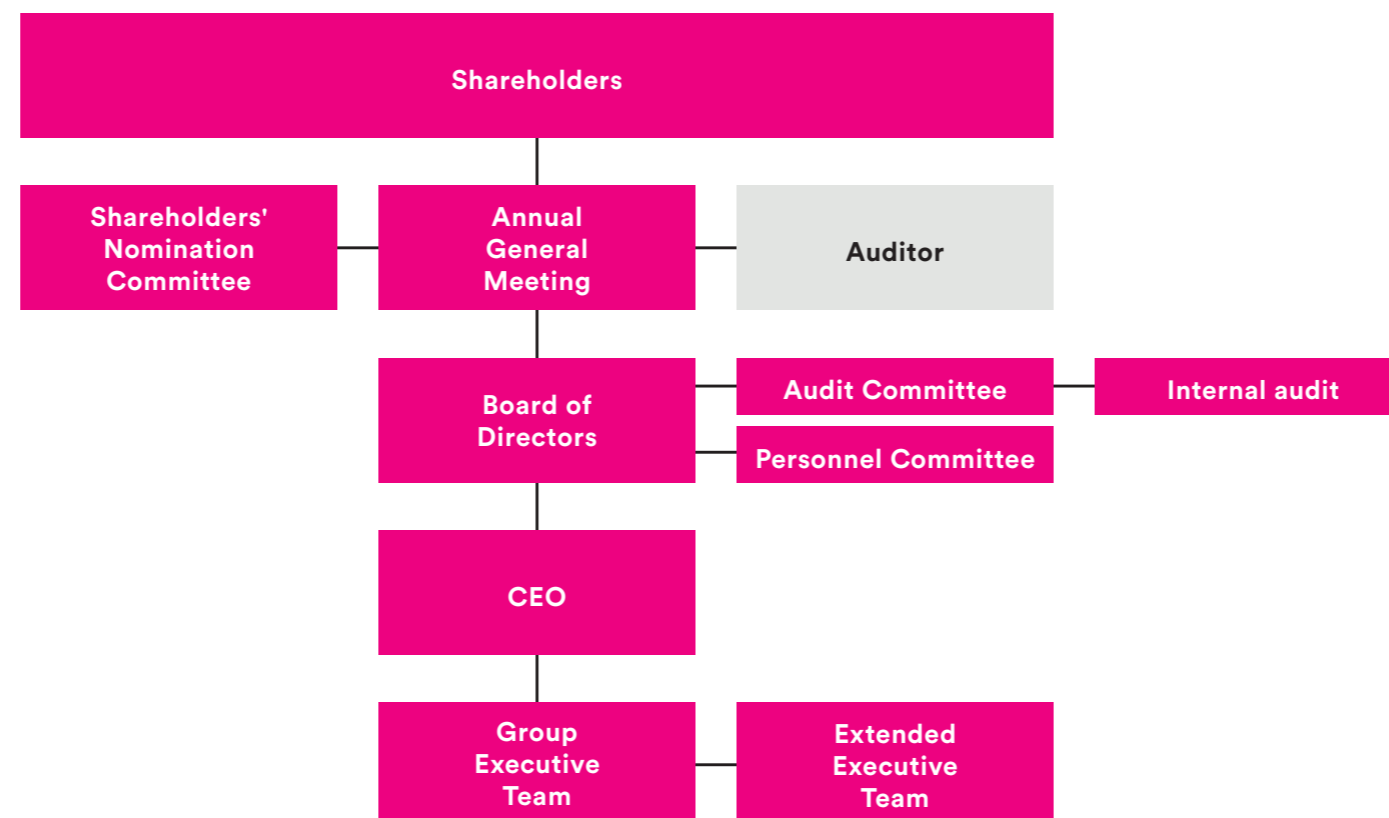 Shareholders
Shareholders'
Nomination
Committee
Annual
General
Meeting
Auditor
Board of
Directors
Audit Committee
Internal audit
Personnel Committee
CEO
Group
Executive
Team
Extended
Executive
Team